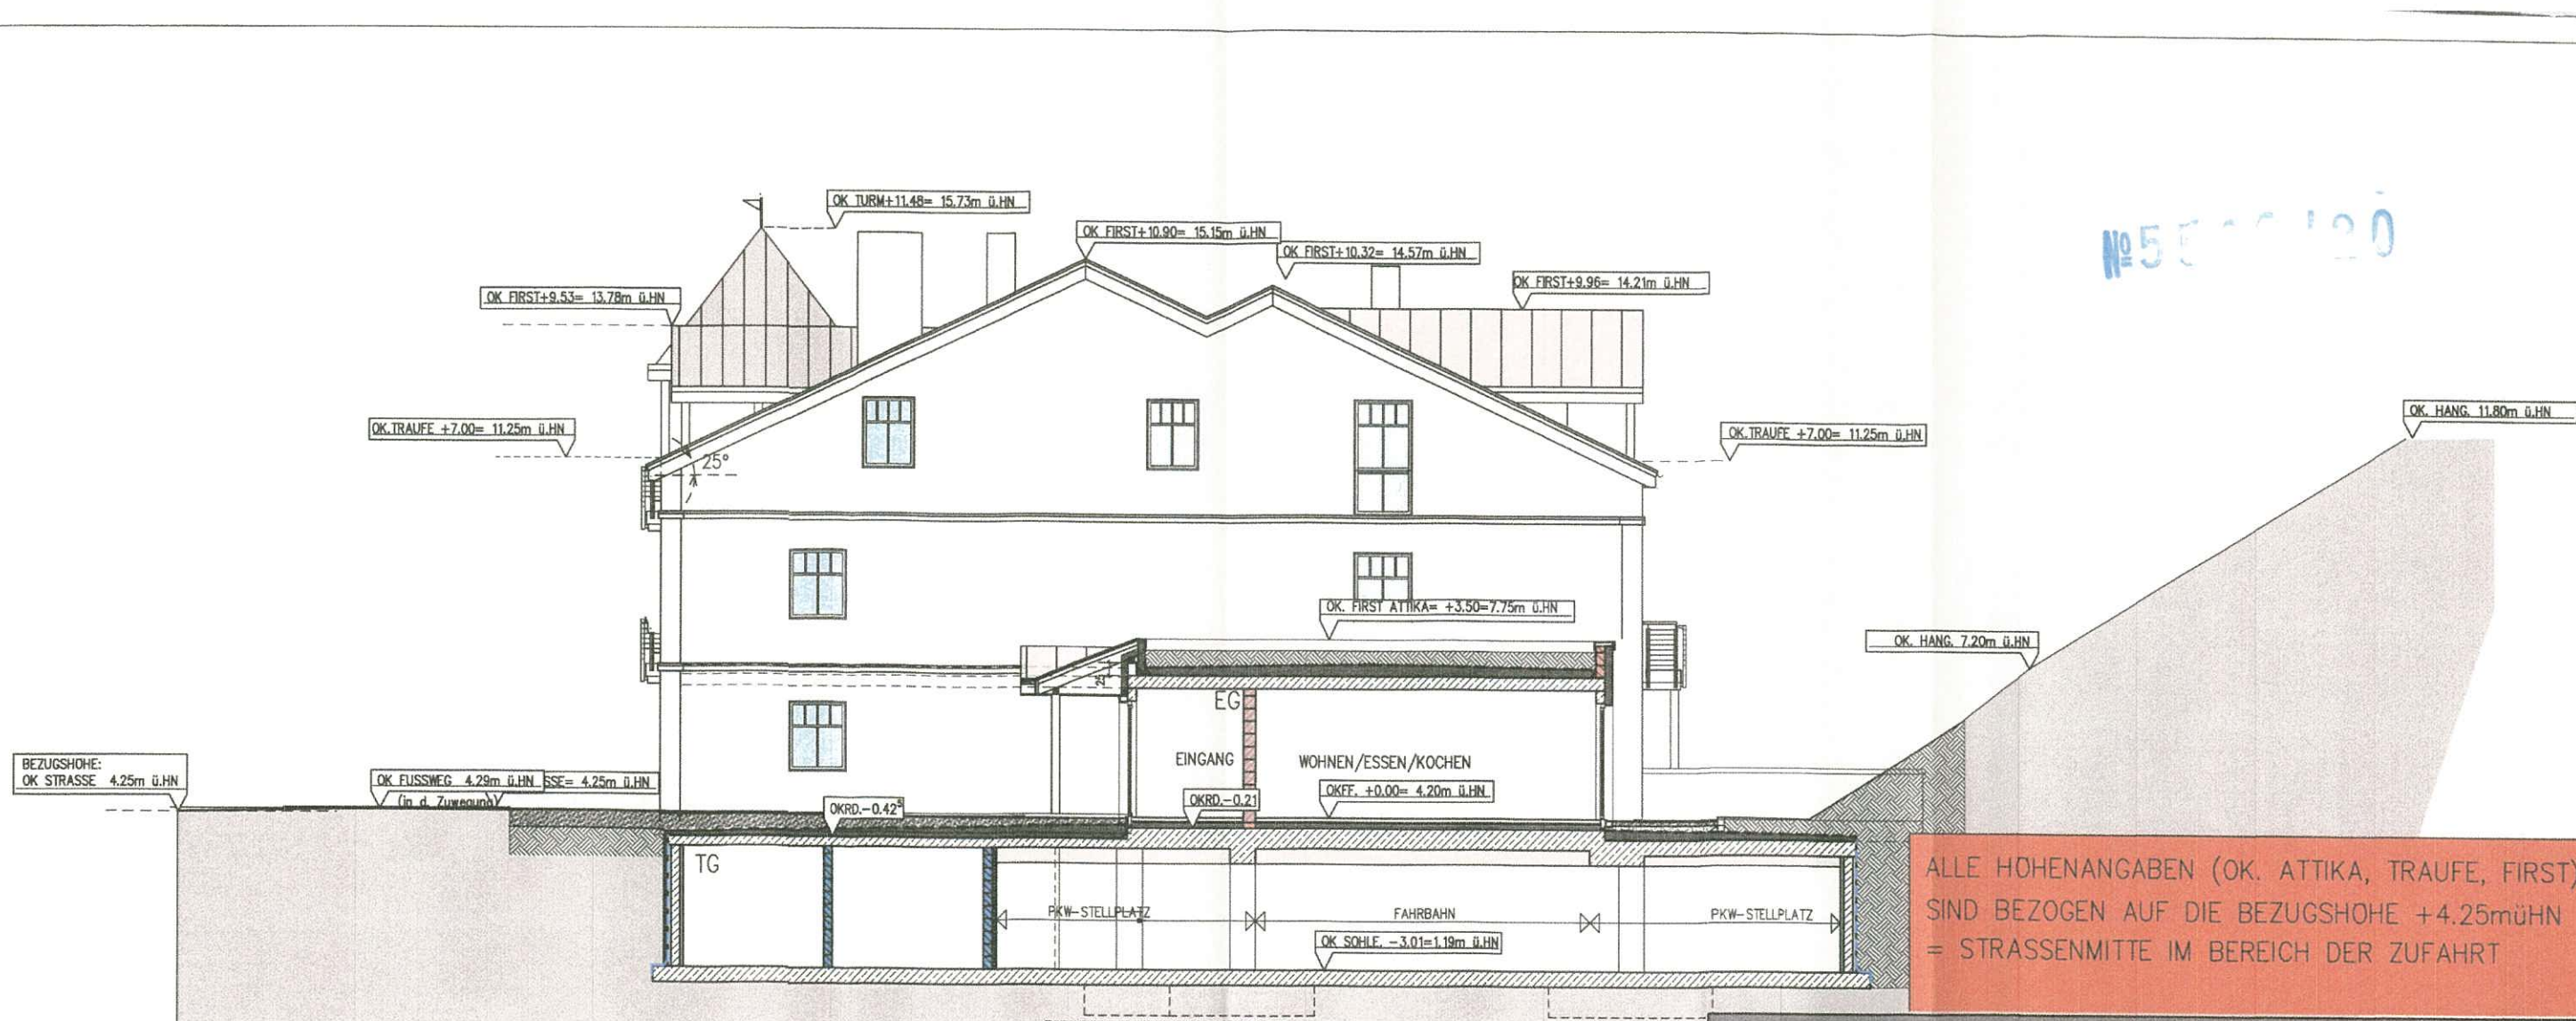 OK TURM+11.48= 15.73m ü.HN
OK FIRST+10.90= 15.15m ü.HN
OK FIRST+10.32= 14.57m ü.HN
OK FIRST+9.96= 14.21m ü.HN
OK FIRST+9.53= 13.78m ü.HN
OK.TRAUFE +7.00= 11.25m ü.HN
25°
OK.TRAUFE +7.00= 11.25m ü.HN
OK. HANG. 11.80m ü.HN
OK. FIRST ATTIKA= +3.50=7.75m ü.HN
OK. HANG. 7.20m ü.HN
25°
EG
EINGANG
WOHNEN/ESSEN/KOCHEN
BEZUGSHÖHE:
OK STRASSE 4.25m ü.HN
OK FUSSWEG 4.29m ü.HN
SSE= 4.25m ü.HN
(in d. Zuwegung)
OKRD.-0.42⁵
OKRD.-0.21
OKFF. +0.00= 4.20m ü.HN
TG
PKW-STELLPLATZ
FAHRBAHN
PKW-STELLPLATZ
OK SOHLE. -3.01=1.19m ü.HN
ALLE HÖHENANGABEN (OK. ATTIKA, TRAUFE, FIRST)
SIND BEZOGEN AUF DIE BEZUGSHÖHE +4.25müHN
= STRASSENMITTE IM BEREICH DER ZUFAHRT